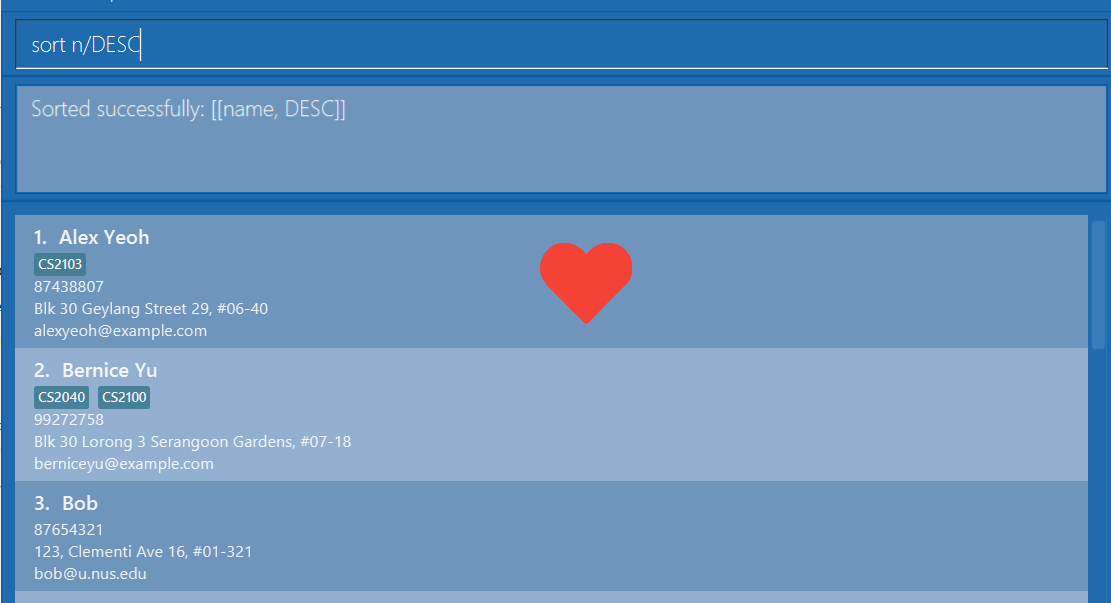 sort n/DESC
Sorted successfully: [[name, DESC]]
1. Alex Yeoh
CS2103
87438807
Blk 30 Geylang Street 29, #06-40
alexyeoh@example.com
2. Bernice Yu
CS2040 CS2100
99272758
Blk 30 Lorong 3 Serangoon Gardens, #07-18
berniceyu@example.com
3. Bob
87654321
123, Clementi Ave 16, #01-321
bob@u.nus.edu